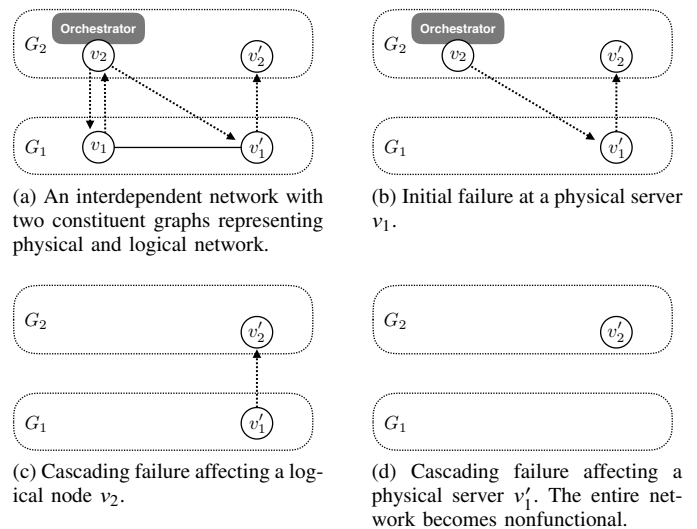 Orchestrator
G₂ v₂ v′₂
G₁ v₁ v′₁
(a) An interdependent network with
two constituent graphs representing
physical and logical network.
Orchestrator
G₂ v₂ v′₂
G₁ v′₁
(b) Initial failure at a physical server
v₁.
G₂ v′₂
G₁ v′₁
(c) Cascading failure affecting a log-
ical node v₂.
G₂ v′₂
G₁
(d) Cascading failure affecting a
physical server v′₁. The entire net-
work becomes nonfunctional.